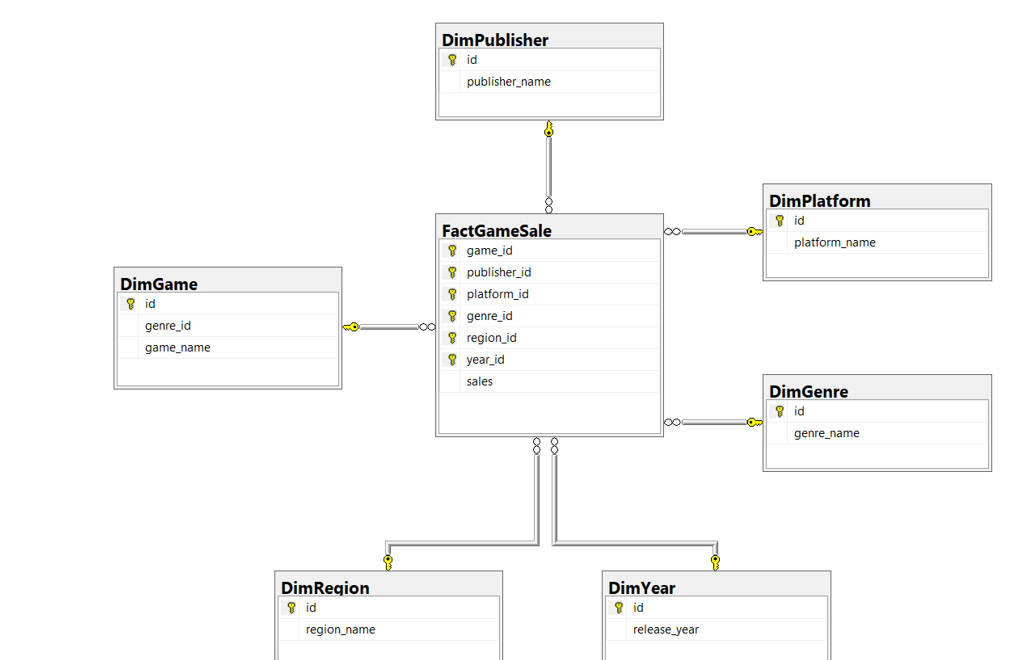 DimPublisher
id
publisher_name
DimPlatform
id
platform_name
FactGameSale
game_id
publisher_id
platform_id
genre_id
region_id
year_id
sales
DimGame
id
genre_id
game_name
DimGenre
id
genre_name
DimRegion
id
region_name
DimYear
id
release_year